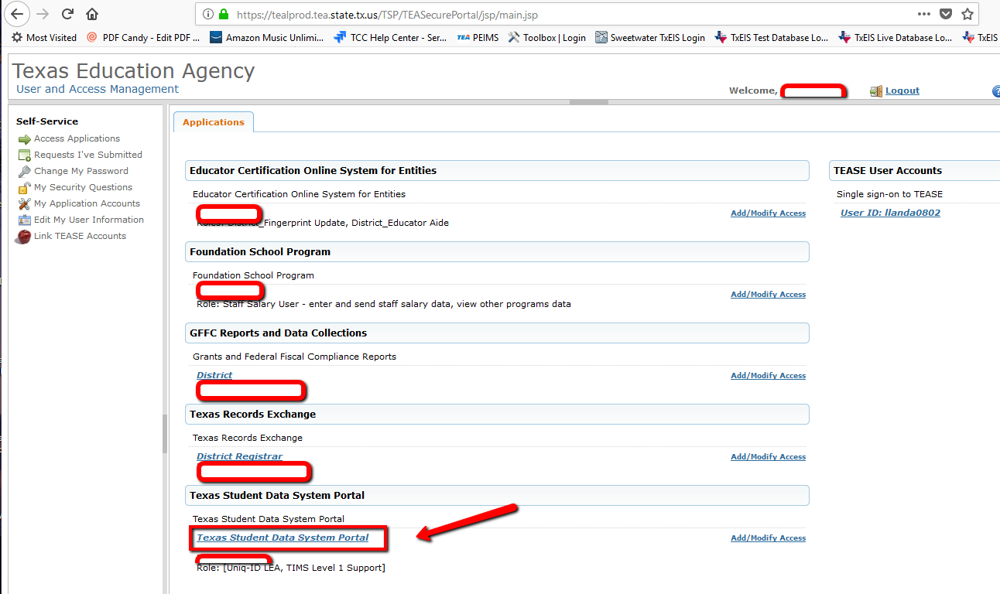 https://tealprod.tea.state.tx.us/TSP/TEASecurePortal/jsp/main.jsp
Most Visited PDF Candy - Edit PDF ... Amazon Music Unlimi... TCC Help Center - Ser... TEA PEIMS Toolbox | Login Sweetwater TxEIS Login TxEIS Test Database Lo... TxEIS Live Database Lo... TxEIS
Texas Education Agency
User and Access Management
Welcome, Logout
Self-Service
Access Applications
Requests I've Submitted
Change My Password
My Security Questions
My Application Accounts
Edit My User Information
Link TEASE Accounts
Applications
Educator Certification Online System for Entities
Educator Certification Online System for Entities
Add/Modify Access
Roles: District_Fingerprint Update, District_Educator Aide
Foundation School Program
Foundation School Program
Add/Modify Access
Role: Staff Salary User - enter and send staff salary data, view other programs data
GFFC Reports and Data Collections
Grants and Federal Fiscal Compliance Reports
District Add/Modify Access
Texas Records Exchange
Texas Records Exchange
District Registrar Add/Modify Access
Texas Student Data System Portal
Texas Student Data System Portal
Texas Student Data System Portal Add/Modify Access
Role: [Uniq-ID LEA, TIMS Level 1 Support]
TEASE User Accounts
Single sign-on to TEASE
User ID: llanda0802